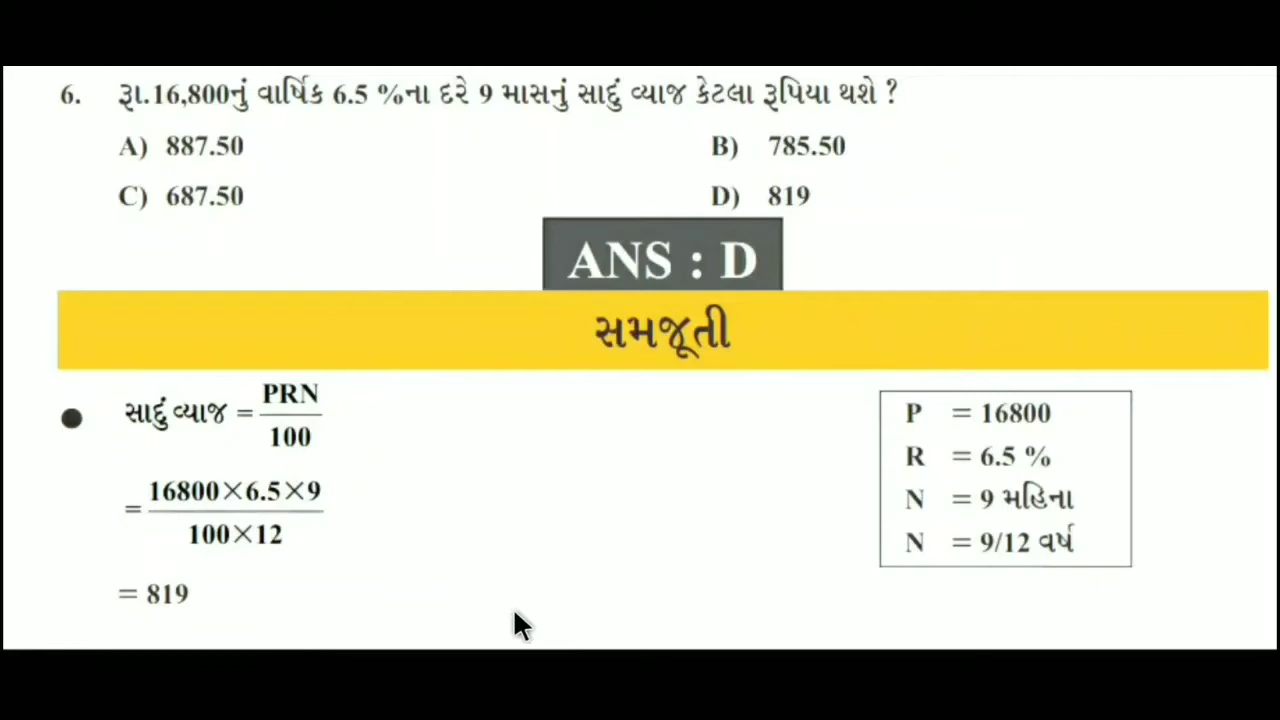 6. રૂા.16,800નું વાર્ષિક 6.5 %ના દરે 9 માસનું સાદું વ્યાજ કેટલા રૂપિયા થશે ?
A) 887.50 B) 785.50
C) 687.50 D) 819
ANS : D
સમજૂતી
● સાદું વ્યાજ = PRN / 100
= 16800×6.5×9 / 100×12
= 819
P = 16800
R = 6.5 %
N = 9 મહિના
N = 9/12 વર્ષ